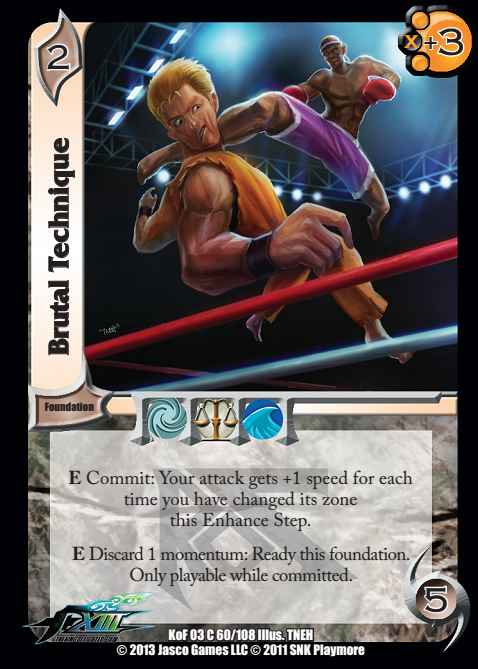 2
X +3
Brutal Technique
"TNEH"
Foundation
E Commit: Your attack gets +1 speed for each
time you have changed its zone
this Enhance Step.
E Discard 1 momentum: Ready this foundation.
Only playable while committed.
5
XIII
KoF 03 C 60/108 Illus. TNEH
© 2013 Jasco Games LLC © 2011 SNK Playmore